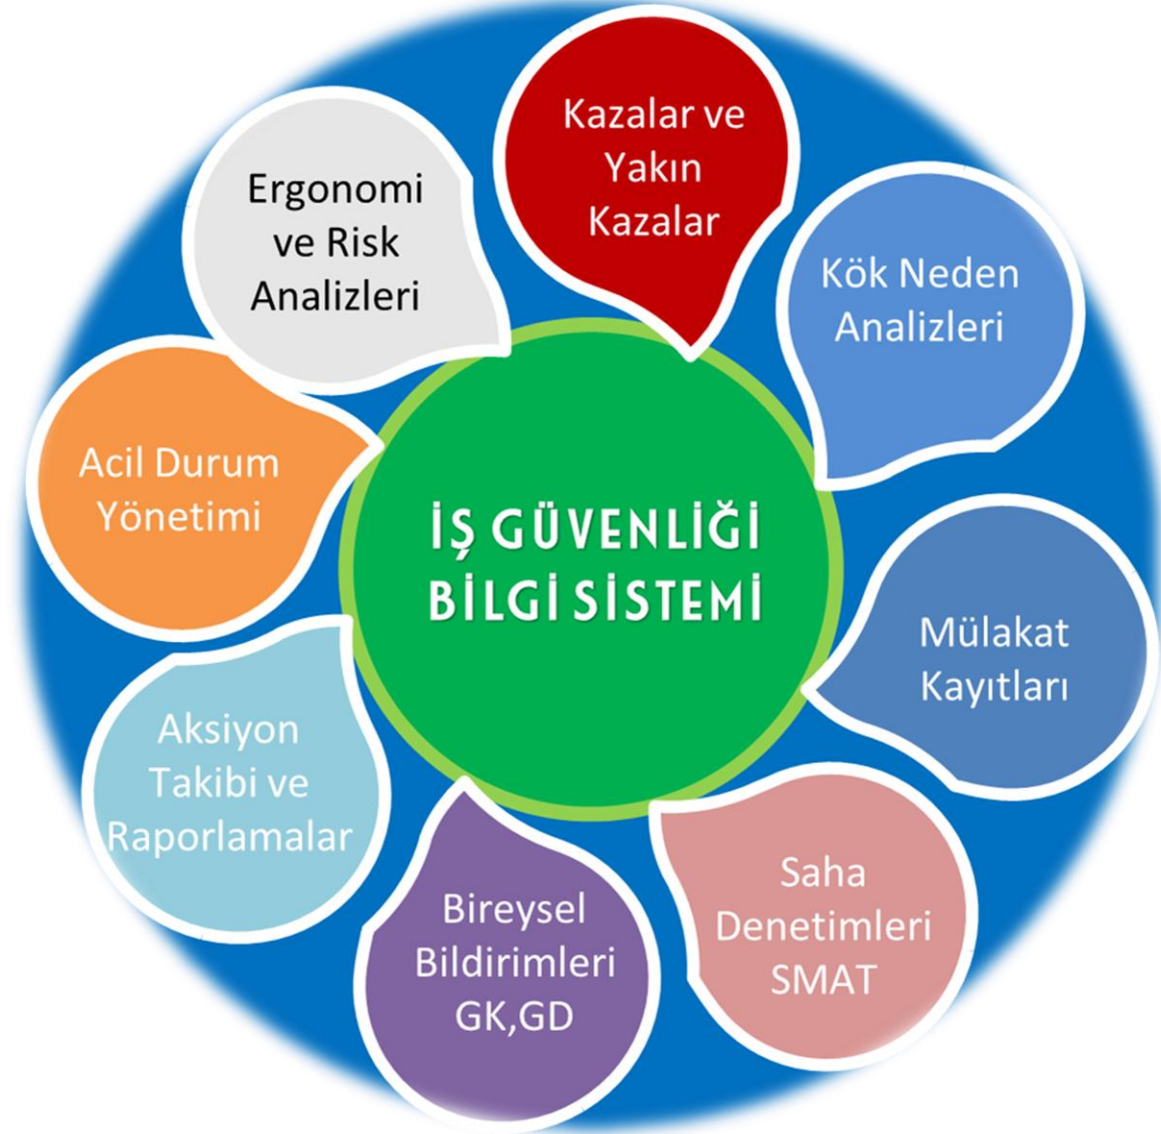 Kazalar ve
Yakın
Kazalar
Kök Neden
Analizleri
Mülakat
Kayıtları
Saha
Denetimleri
SMAT
Bireysel
Bildirimleri
GK,GD
Aksiyon
Takibi ve
Raporlamalar
Acil Durum
Yönetimi
Ergonomi
ve Risk
Analizleri
İŞ GÜVENLİĞİ
BİLGİ SİSTEMİ